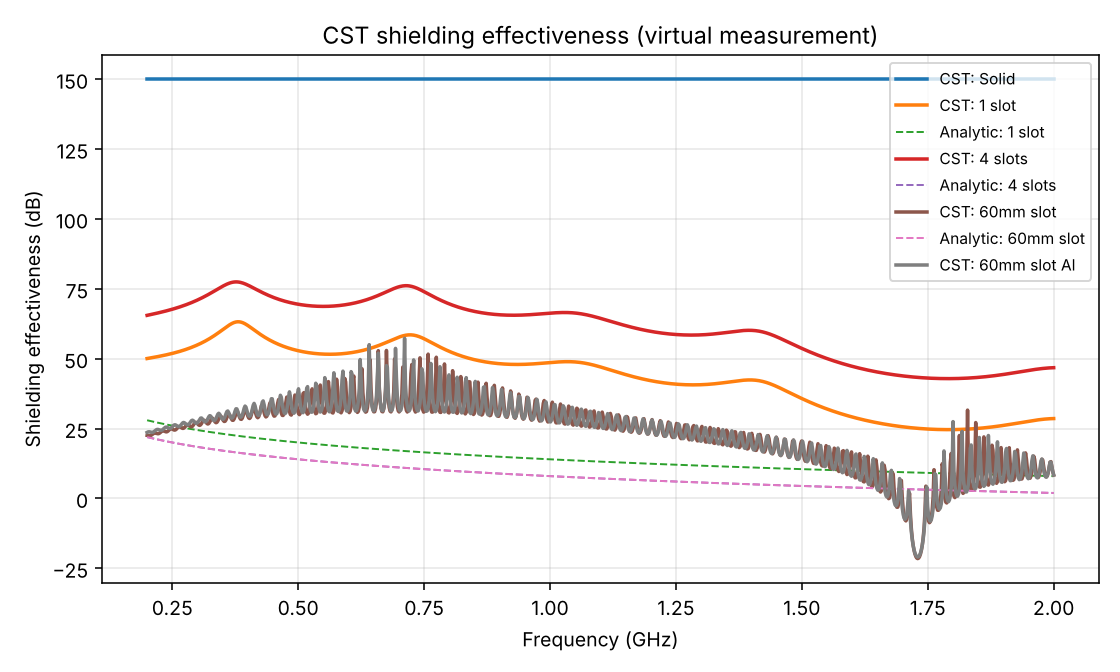 CST shielding effectiveness (virtual measurement)
Shielding effectiveness (dB)
150
125
100
75
50
25
0
−25
CST: Solid
CST: 1 slot
Analytic: 1 slot
CST: 4 slots
Analytic: 4 slots
CST: 60mm slot
Analytic: 60mm slot
CST: 60mm slot Al
0.25 0.50 0.75 1.00 1.25 1.50 1.75 2.00
Frequency (GHz)